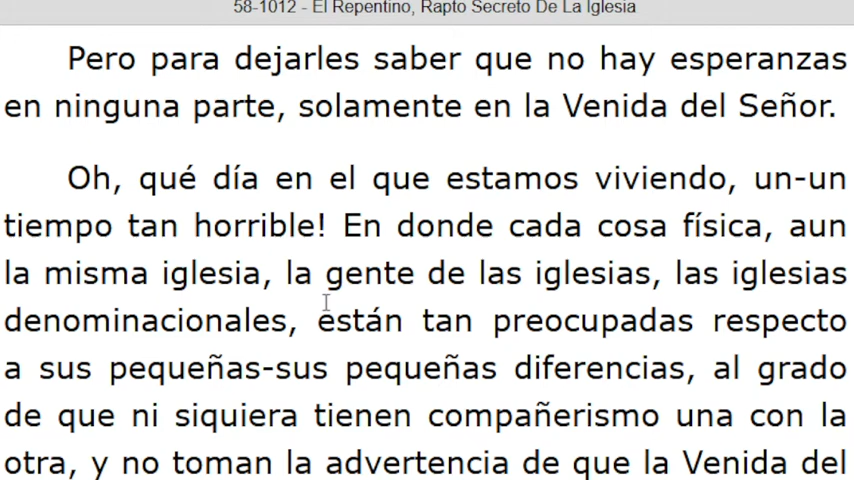 58-1012 - El Repentino, Rapto Secreto De La Iglesia
Pero para dejarles saber que no hay esperanzas
en ninguna parte, solamente en la Venida del Señor.
Oh, qué día en el que estamos viviendo, un-un
tiempo tan horrible! En donde cada cosa física, aun
la misma iglesia, la gente de las iglesias, las iglesias
denominacionales, están tan preocupadas respecto
a sus pequeñas-sus pequeñas diferencias, al grado
de que ni siquiera tienen compañerismo una con la
otra, y no toman la advertencia de que la Venida del